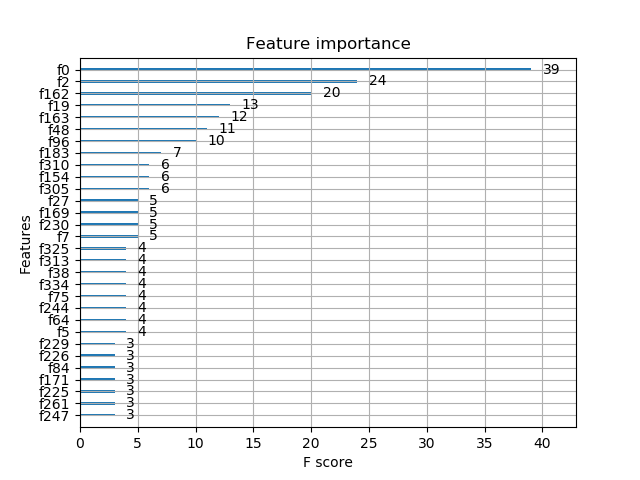 Feature importance
f0 39
f2 24
f162 20
f19 13
f163 12
f48 11
f96 10
f183 7
f310 6
f154 6
f305 6
f27 5
f169 5
f230 5
f7 5
f325 4
f313 4
f38 4
f334 4
f75 4
f244 4
f64 4
f5 4
f229 3
f226 3
f84 3
f171 3
f225 3
f261 3
f247 3
Features
0 5 10 15 20 25 30 35 40
F score